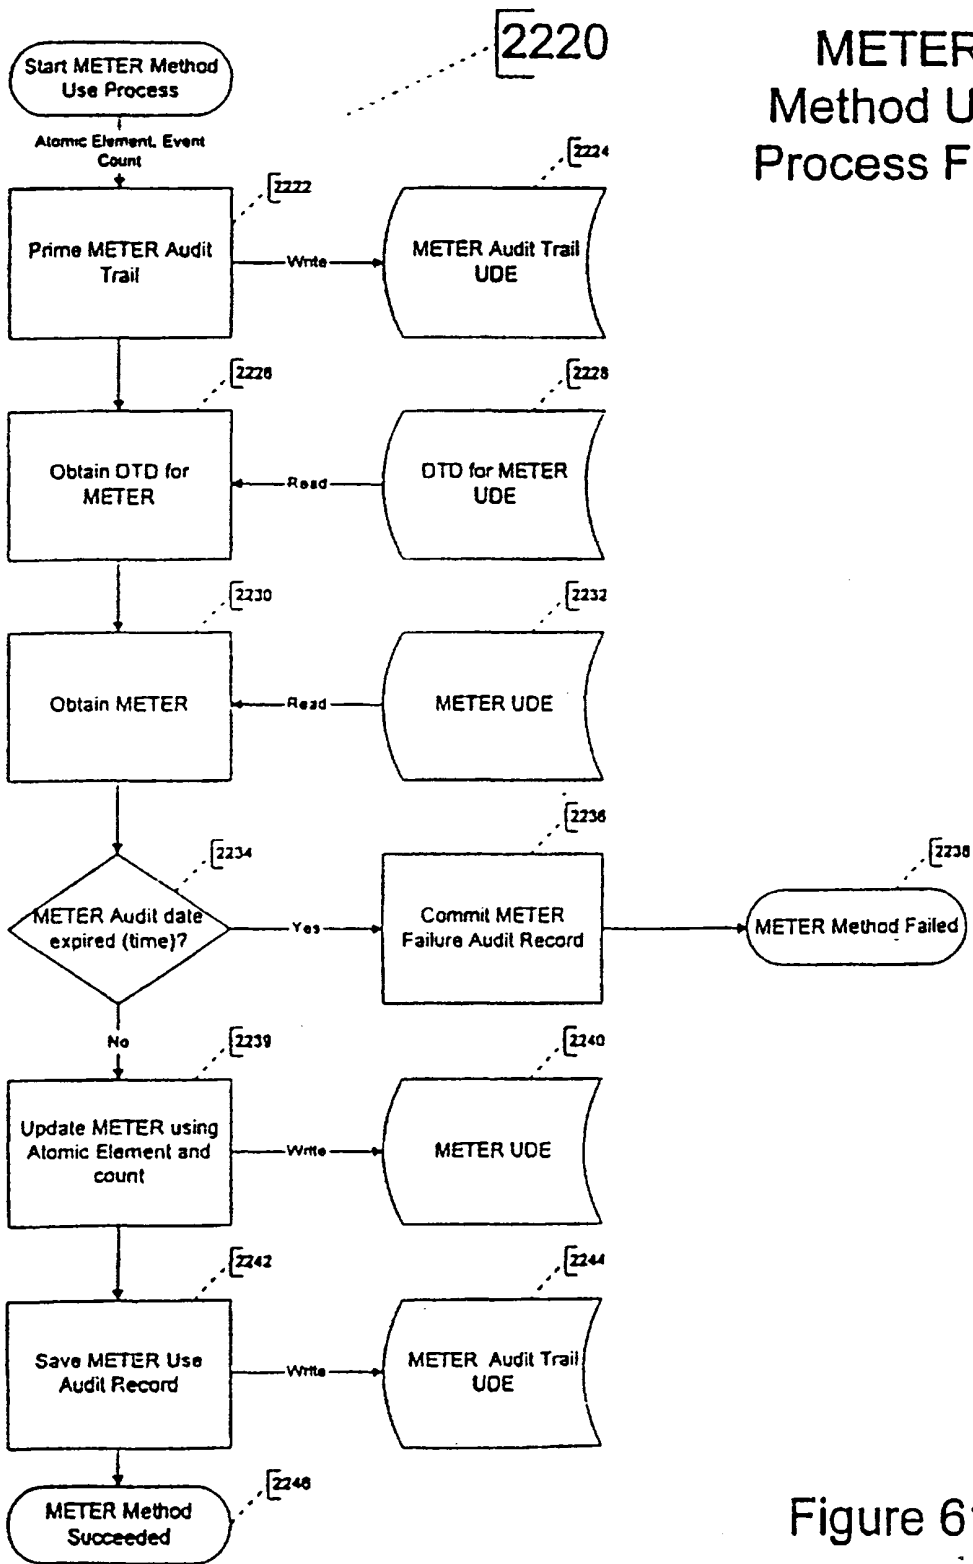 2220
METER
Method U
Process F
Start METER Method
Use Process
Atomic Element, Event
Count
2222
2224
Prime METER Audit
Trail
Write
METER Audit Trail
UDE
2226
2228
Obtain DTD for
METER
Read
DTD for METER
UDE
2230
2232
Obtain METER
Read
METER UDE
2234
2236
2238
METER Audit date
expired (time)?
Yes
Commit METER
Failure Audit Record
METER Method Failed
No
2239
2240
Update METER using
Atomic Element and
count
Write
METER UDE
2242
2244
Save METER Use
Audit Record
Write
METER Audit Trail
UDE
2246
METER Method
Succeeded
Figure 61